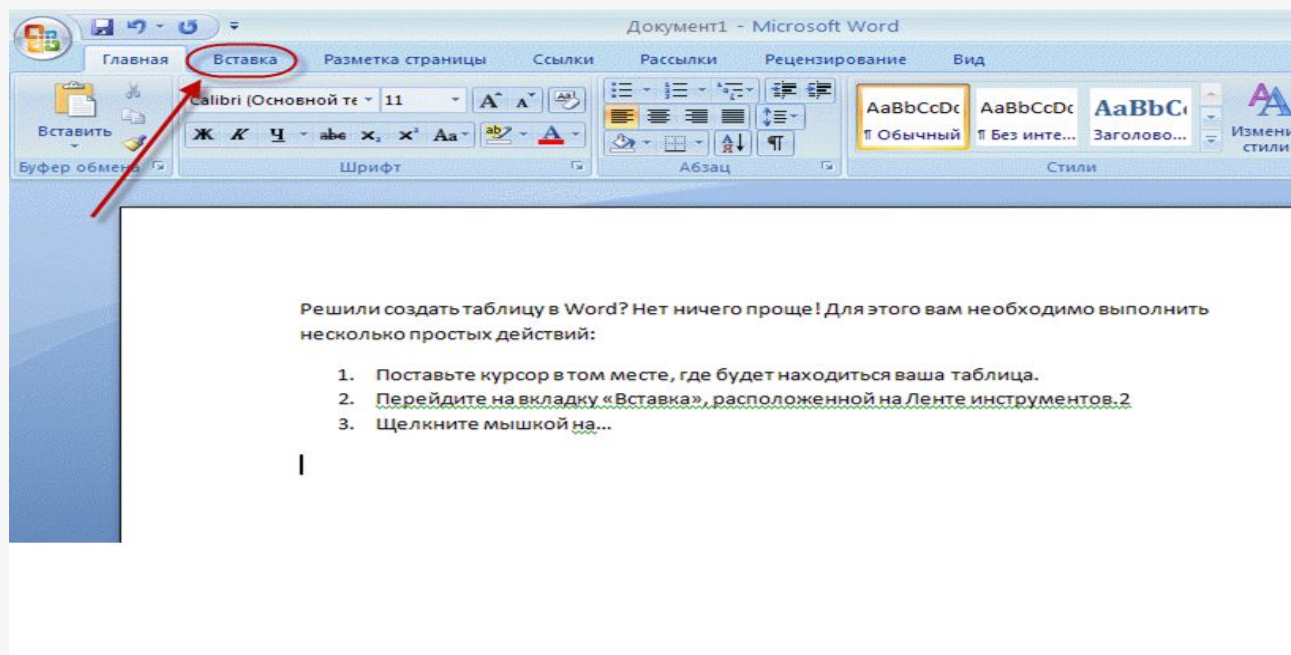 Документ1 - Microsoft Word
Главная Вставка Разметка страницы Ссылки Рассылки Рецензирование Вид
Calibri (Основной те 11 А А Aa
AaBbCcDc AaBbCcDc AaBbC
Вставить
Ж К Ч abe x₂ x² Aa ab А
А Я ¶
¶ Обычный ¶ Без инте... Заголово...
Измени
стили
Буфер обмена Шрифт Абзац Стили
Решили создать таблицу в Word? Нет ничего проще! Для этого вам необходимо выполнить
несколько простых действий:
1. Поставьте курсор в том месте, где будет находиться ваша таблица.
2. Перейдите на вкладку «Вставка», расположенной на Ленте инструментов.2
3. Щелкните мышкой на...